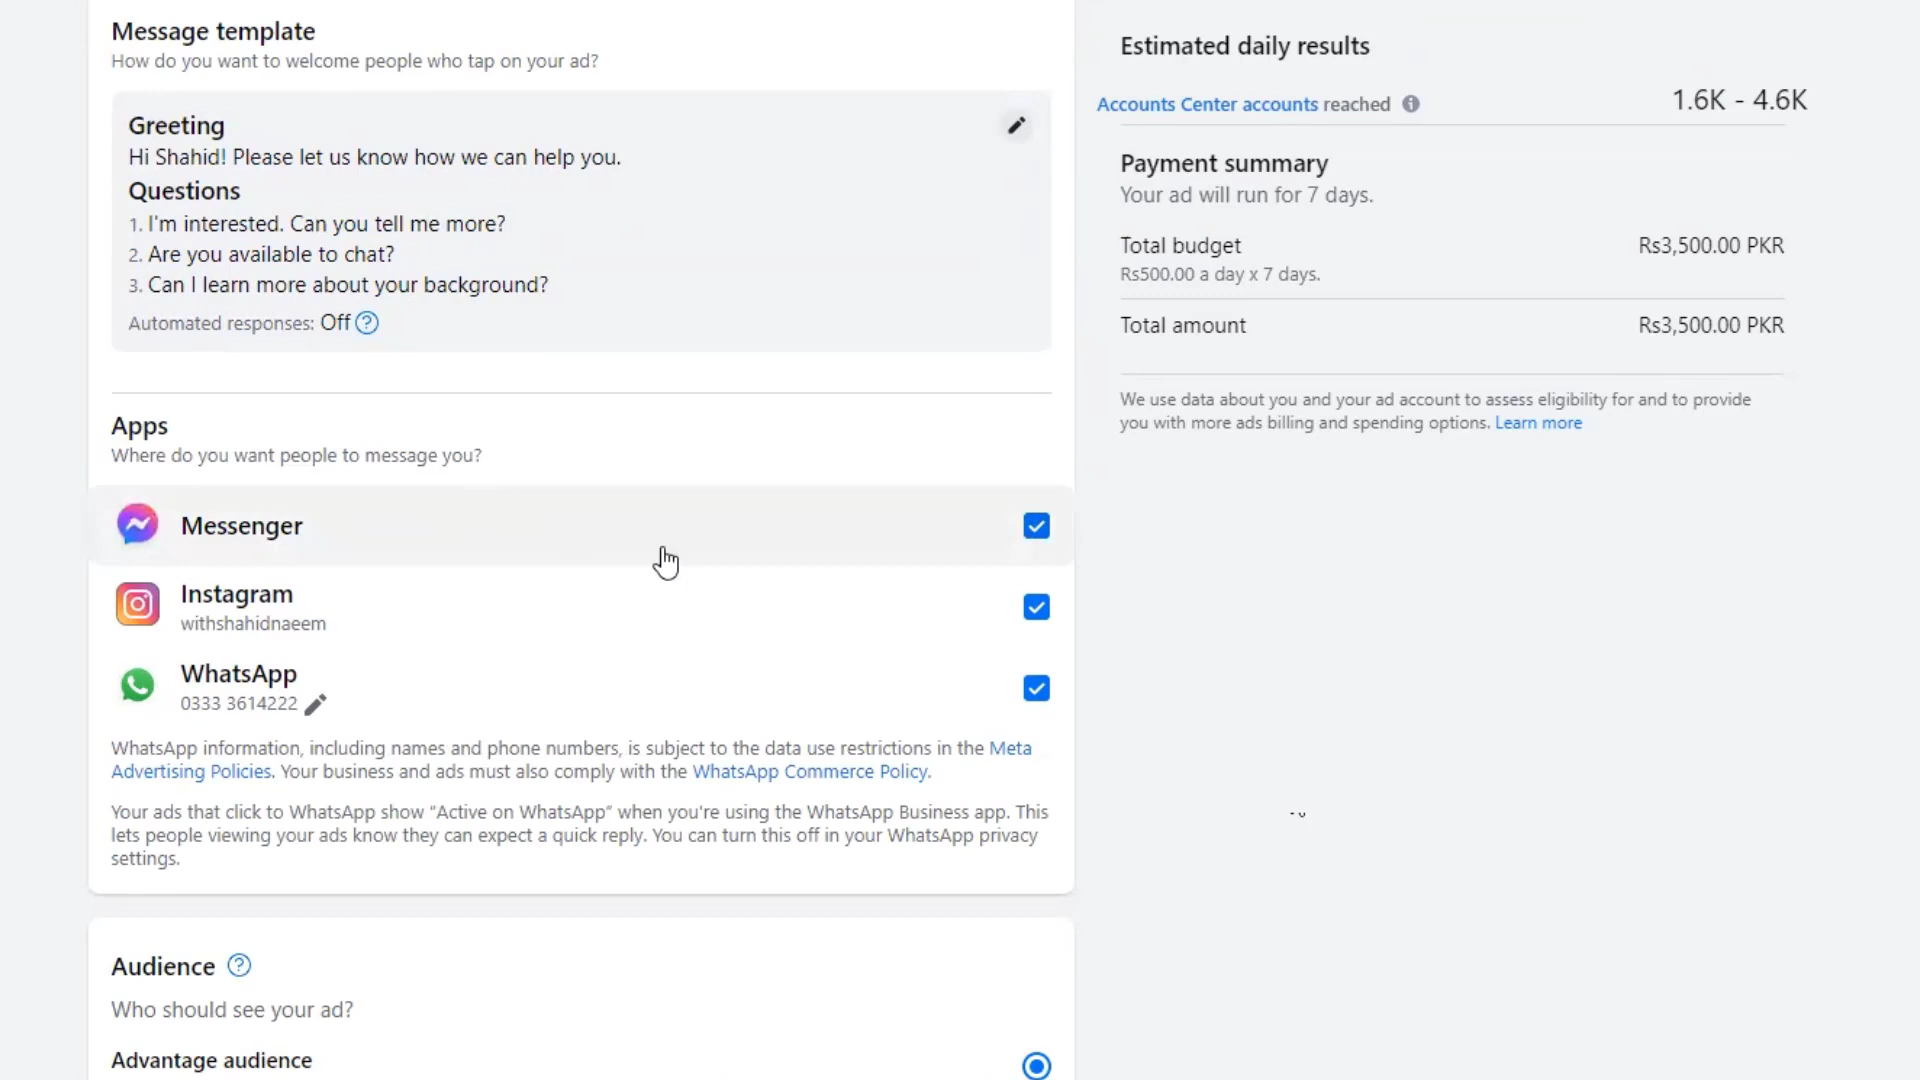 Message template
How do you want to welcome people who tap on your ad?
Greeting
Hi Shahid! Please let us know how we can help you.
Questions
1. I'm interested. Can you tell me more?
2. Are you available to chat?
3. Can I learn more about your background?
Automated responses: Off
Apps
Where do you want people to message you?
Messenger
Instagram
withshahidnaeem
WhatsApp
0333 3614222
WhatsApp information, including names and phone numbers, is subject to the data use restrictions in the Meta
Advertising Policies. Your business and ads must also comply with the WhatsApp Commerce Policy.
Your ads that click to WhatsApp show "Active on WhatsApp" when you're using the WhatsApp Business app. This
lets people viewing your ads know they can expect a quick reply. You can turn this off in your WhatsApp privacy
settings.
Audience
Who should see your ad?
Advantage audience
Estimated daily results
Accounts Center accounts reached 1.6K - 4.6K
Payment summary
Your ad will run for 7 days.
Total budget Rs3,500.00 PKR
Rs500.00 a day x 7 days.
Total amount Rs3,500.00 PKR
We use data about you and your ad account to assess eligibility for and to provide
you with more ads billing and spending options. Learn more